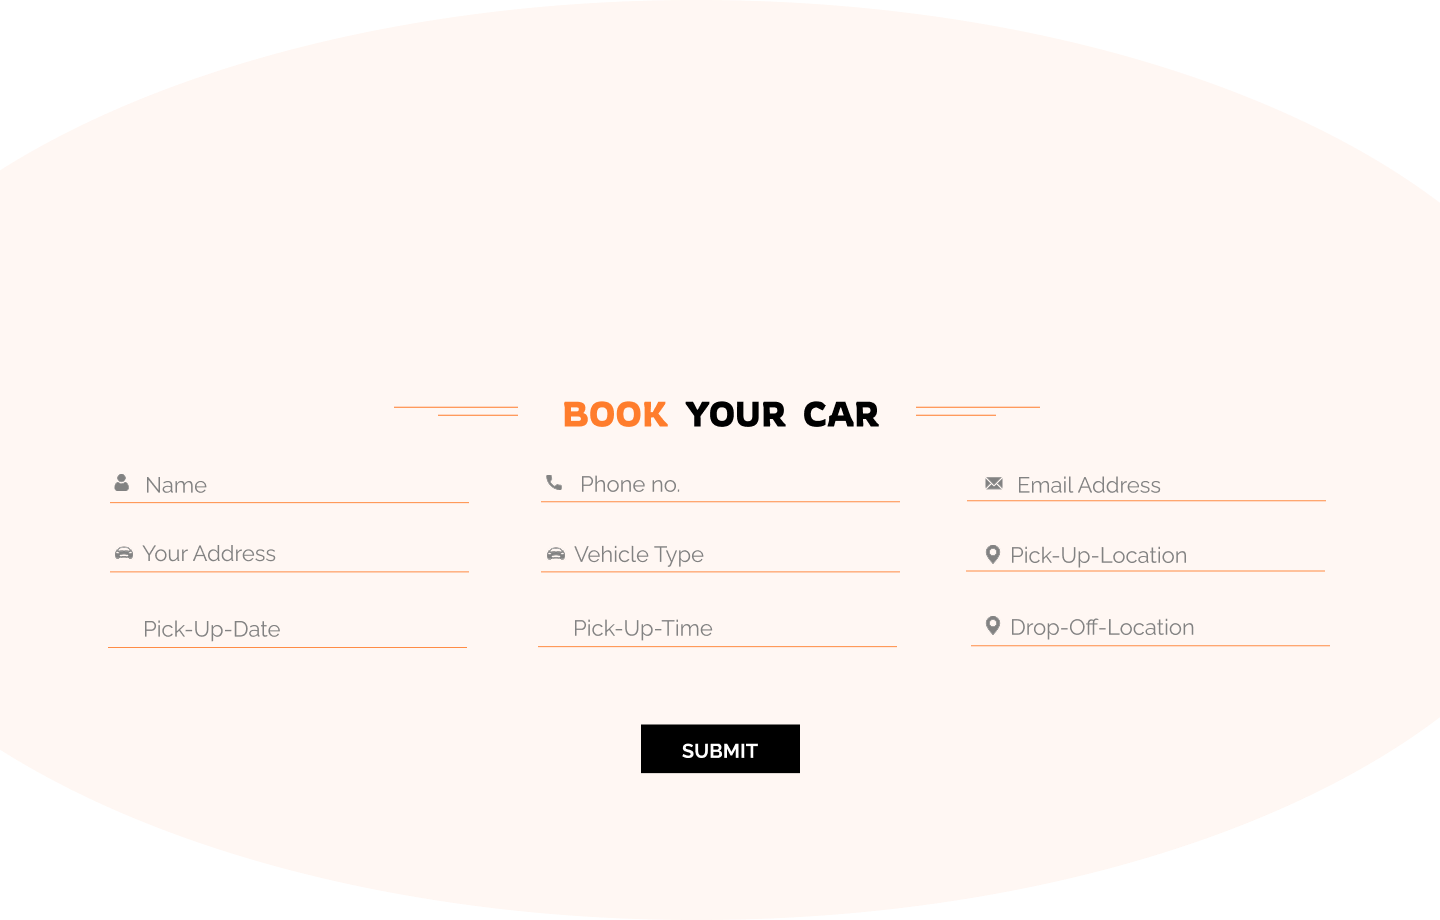 BOOK YOUR CAR
Name
Phone no.
Email Address
Your Address
Vehicle Type
Pick-Up-Location
Pick-Up-Date
Pick-Up-Time
Drop-Off-Location
SUBMIT